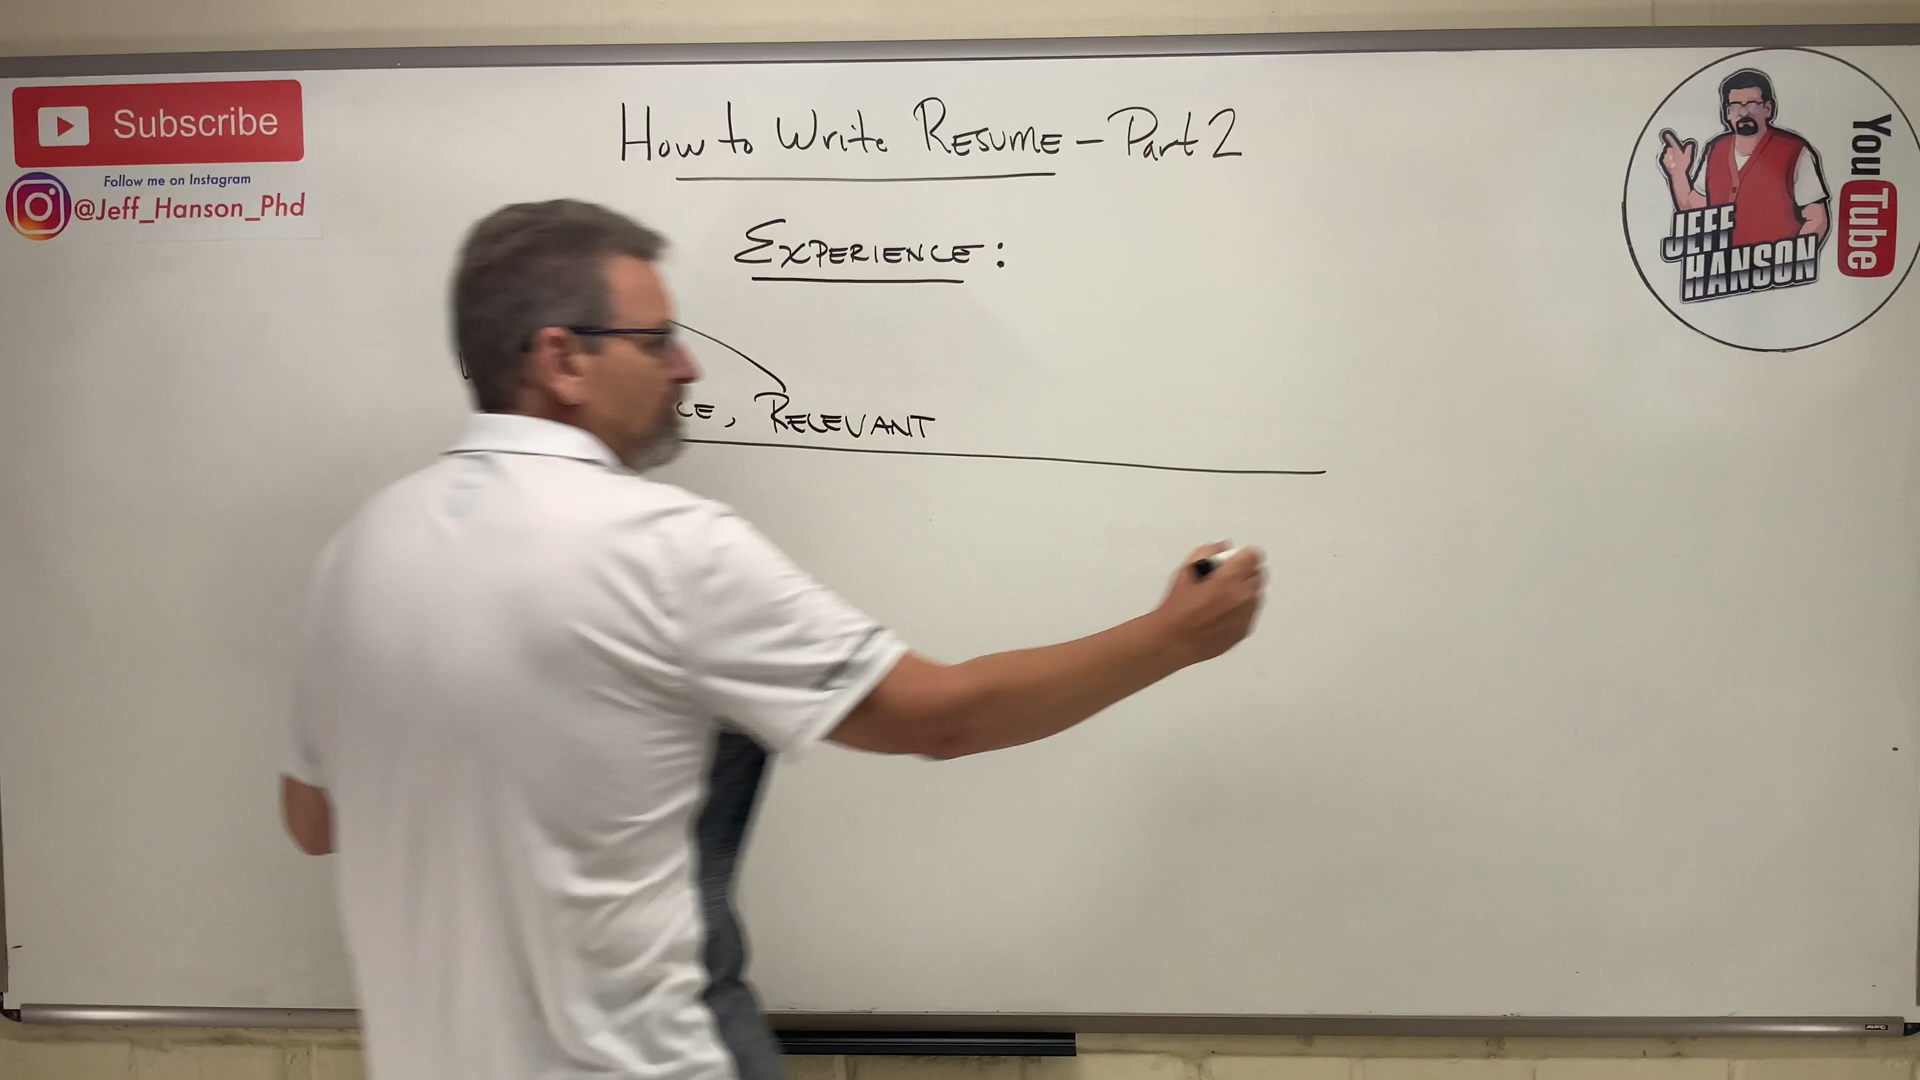 Subscribe
Follow me on Instagram
@Jeff_Hanson_Phd
How to Write RESUME – Part 2
EXPERIENCE:
CE, RELEVANT
JEFF
HANSON
YouTube